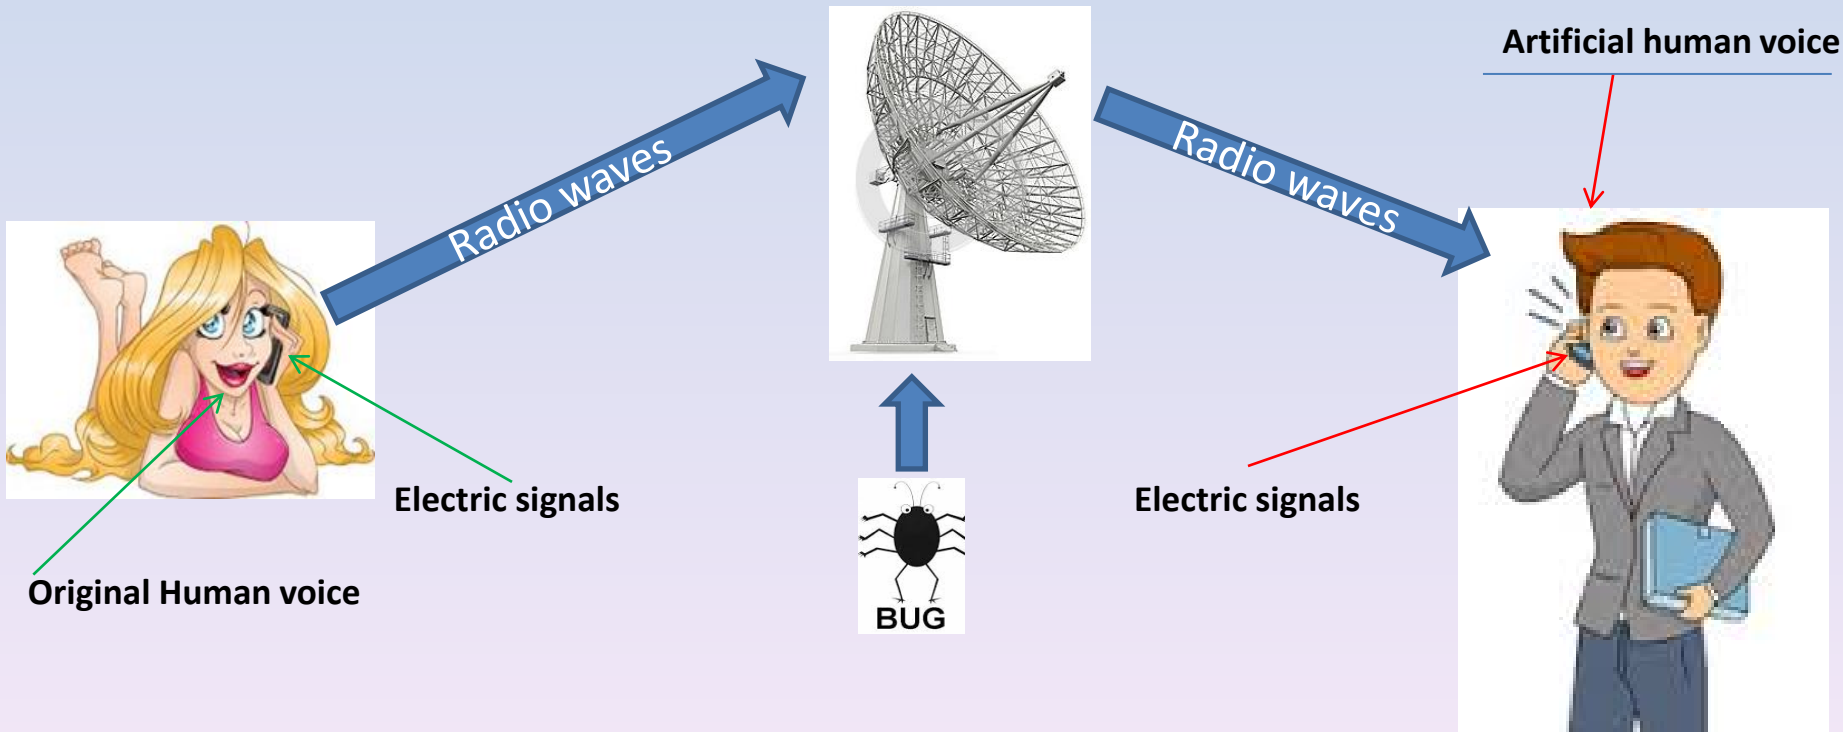 Artificial human voice
Radio waves
Radio waves
Electric signals
Electric signals
Original Human voice
BUG